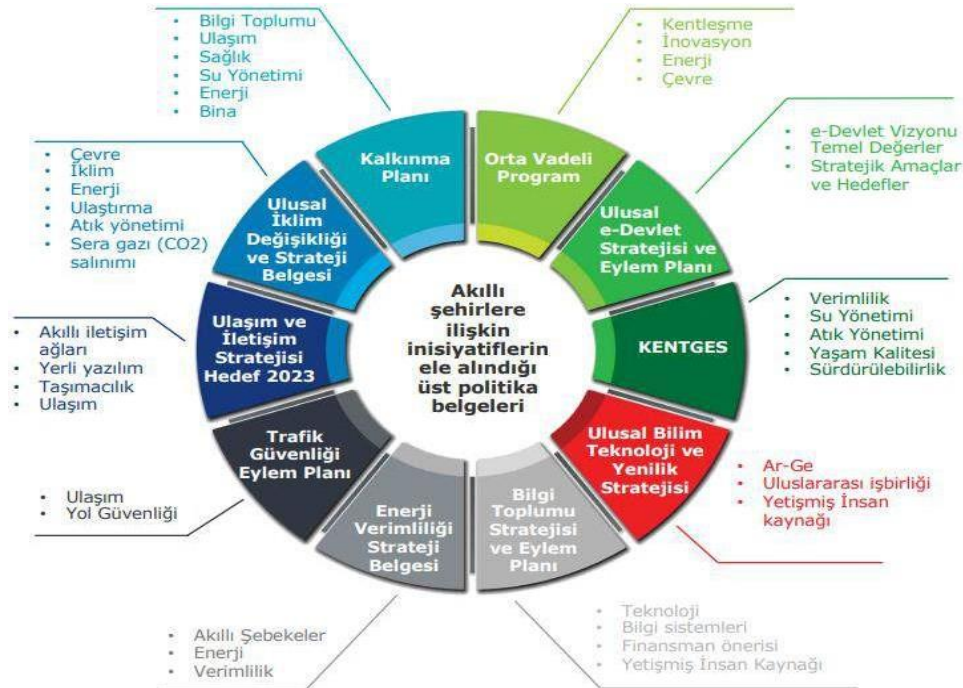 • Bilgi Toplumu
• Ulaşım
• Sağlık
• Su Yönetimi
• Enerji
• Bina
• Kentleşme
• İnovasyon
• Enerji
• Çevre
• e-Devlet Vizyonu
• Temel Değerler
• Stratejik Amaçlar
ve Hedefler
• Çevre
• İklim
• Enerji
• Ulaştırma
• Atık yönetimi
• Sera gazı (CO2)
salınımı
Kalkınma
Planı
Orta Vadeli
Program
Ulusal
İklim
Değişikliği
ve Strateji
Belgesi
Ulusal
e-Devlet
Stratejisi ve
Eylem Planı
Akıllı
şehirlere
ilişkin
inisiyatiflerin
ele alındığı
üst politika
belgeleri
Ulaşım ve
İletişim
Stratejisi
Hedef 2023
KENTGES
• Akıllı iletişim
ağları
• Yerli yazılım
• Taşımacılık
• Ulaşım
• Verimlilik
• Su Yönetimi
• Atık Yönetimi
• Yaşam Kalitesi
• Sürdürülebilirlik
Trafik
Güvenliği
Eylem Planı
Ulusal Bilim
Teknoloji ve
Yenilik
Stratejisi
• Ulaşım
• Yol Güvenliği
Enerji
Verimliliği
Strateji
Belgesi
Bilgi
Toplumu
Stratejisi
ve Eylem
Planı
• Ar-Ge
• Uluslararası işbirliği
• Yetişmiş İnsan
kaynağı
• Akıllı Şebekeler
• Enerji
• Verimlilik
• Teknoloji
• Bilgi sistemleri
• Finansman önerisi
• Yetişmiş İnsan Kaynağı